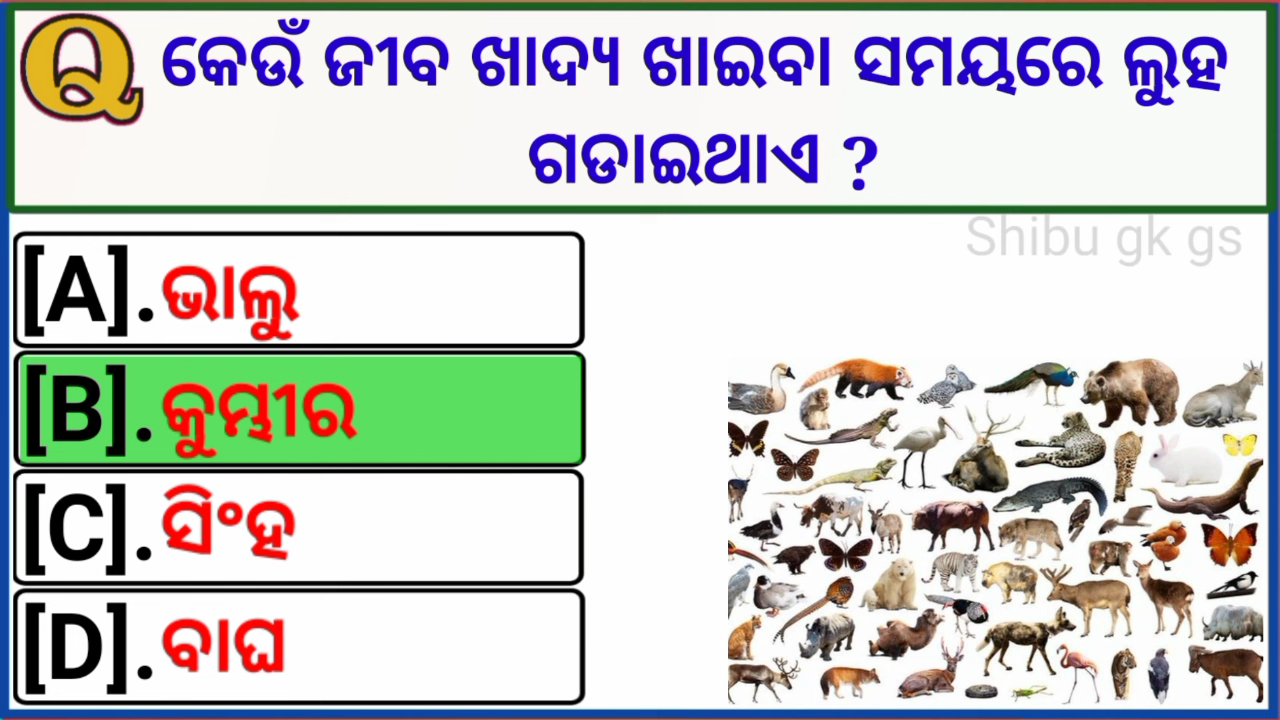 Q କେଉଁ ଜୀବ ଖାଦ୍ୟ ଖାଇବା ସମୟରେ ଲୁହ
ଗଡାଇଥାଏ ?
Shibu gk gs
[A]. ଭାଲୁ
[B]. କୁମ୍ଭୀର
[C]. ସିଂହ
[D]. ବାଘ